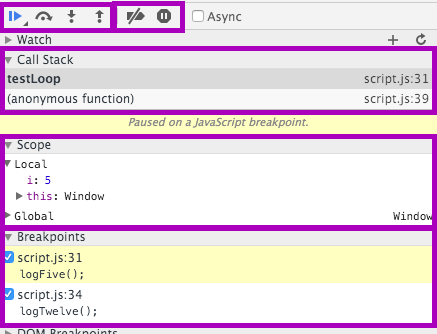 Async
Watch
Call Stack
testLoop script.js:31
(anonymous function) script.js:39
Paused on a JavaScript breakpoint.
Scope
Local
i: 5
this: Window
Global Window
Breakpoints
script.js:31
logFive();
script.js:34
logTwelve();
DOM Breakpoints